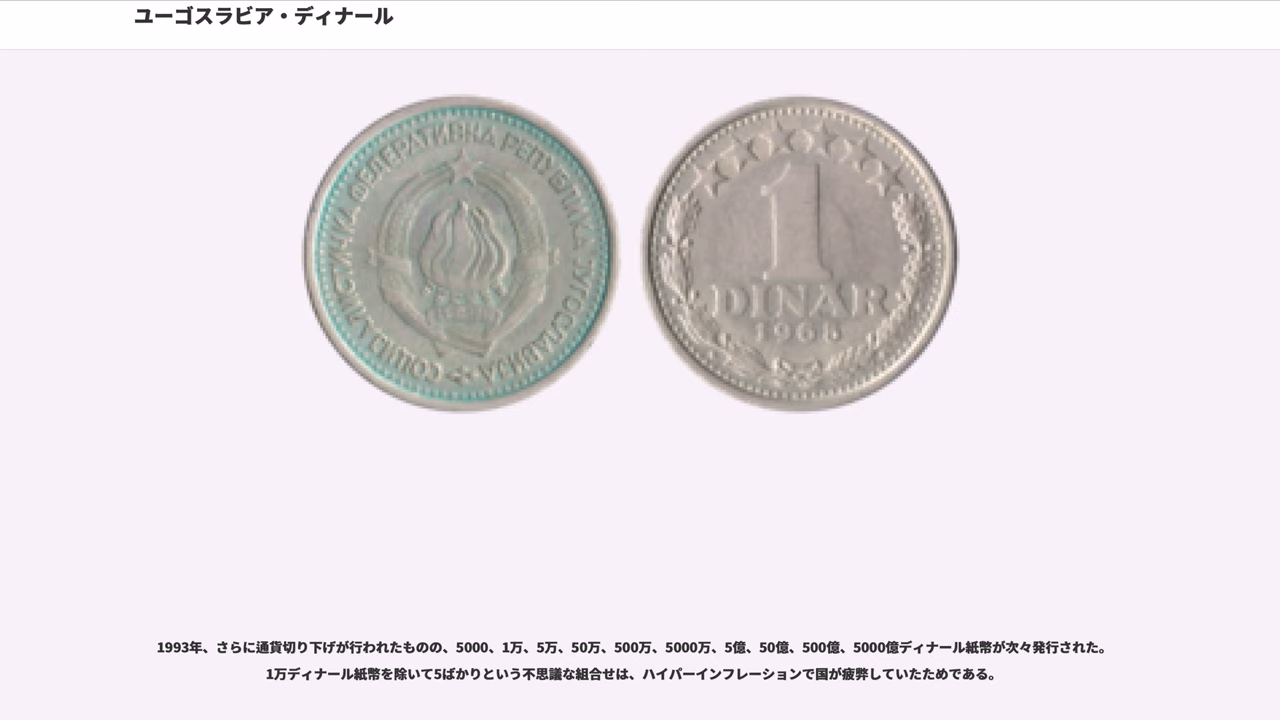 ユーゴスラビア・ディナール
СОЦИЈАЛИСТИЧКА ФЕДЕРАТИВНА РЕПУБЛИКА ЈУГОСЛАВИЈА
1
DINAR
1968
1993年、さらに通貨切り下げが行われたものの、5000、1万、5万、50万、500万、5000万、5億、50億、500億、5000億ディナール紙幣が次々発行された。
1万ディナール紙幣を除いて5ばかりという不思議な組合せは、ハイパーインフレーションで国が疲弊していたためである。